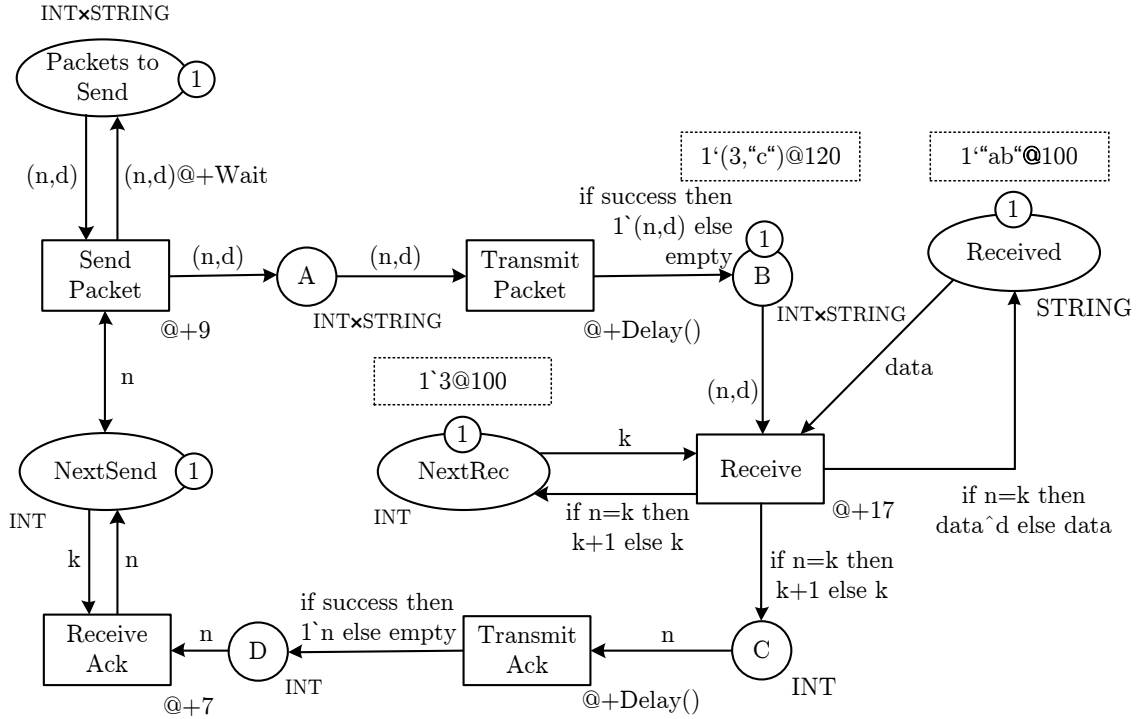 INT×STRING
Packets to
Send
1
(n,d)
(n,d)@+Wait
1‘(3,“c“)@120
1‘“ab“@100
if success then
1`(n,d) else
empty
1
1
Received
Send
Packet
(n,d)
A
(n,d)
Transmit
Packet
B
@+9
INT×STRING
@+Delay()
INT×STRING
STRING
n
1`3@100
(n,d)
data
1
NextSend
1
NextRec
k
Receive
INT
INT
if n=k then
k+1 else k
@+17
if n=k then
data^d else data
k
n
if n=k then
k+1 else k
if success then
1`n else empty
Receive
Ack
n
D
Transmit
Ack
n
C
INT
INT
@+7
@+Delay()